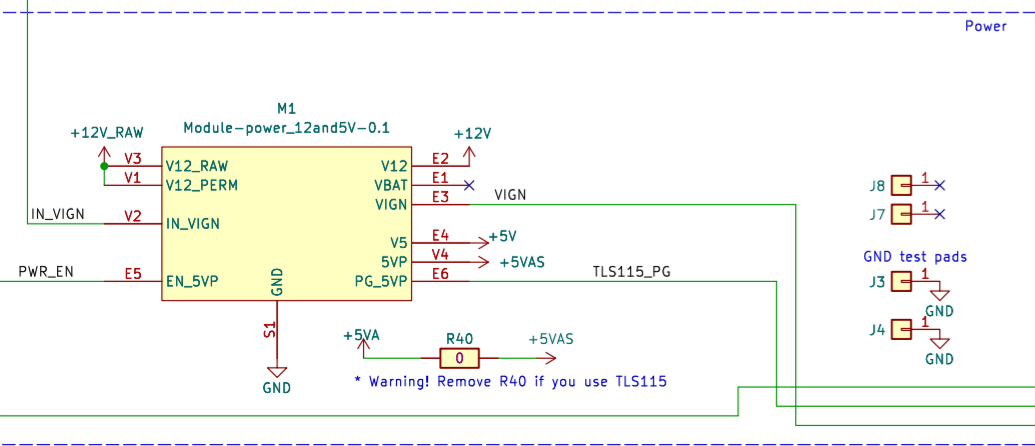 Power
M1
Module-power_12and5V-0.1
+12V_RAW
+12V
V3 V12_RAW V12 E2
V1 V12_PERM VBAT E1
VIGN E3 VIGN
IN_VIGN V2 IN_VIGN
V5 E4 +5V
5VP V4 +5VAS
PWR_EN E5 EN_5VP GND PG_5VP E6 TLS115_PG
S1
GND
+5VA R40 +5VAS
0
* Warning! Remove R40 if you use TLS115
J8 1
J7 1
GND test pads
J3 1
GND
J4 1
GND